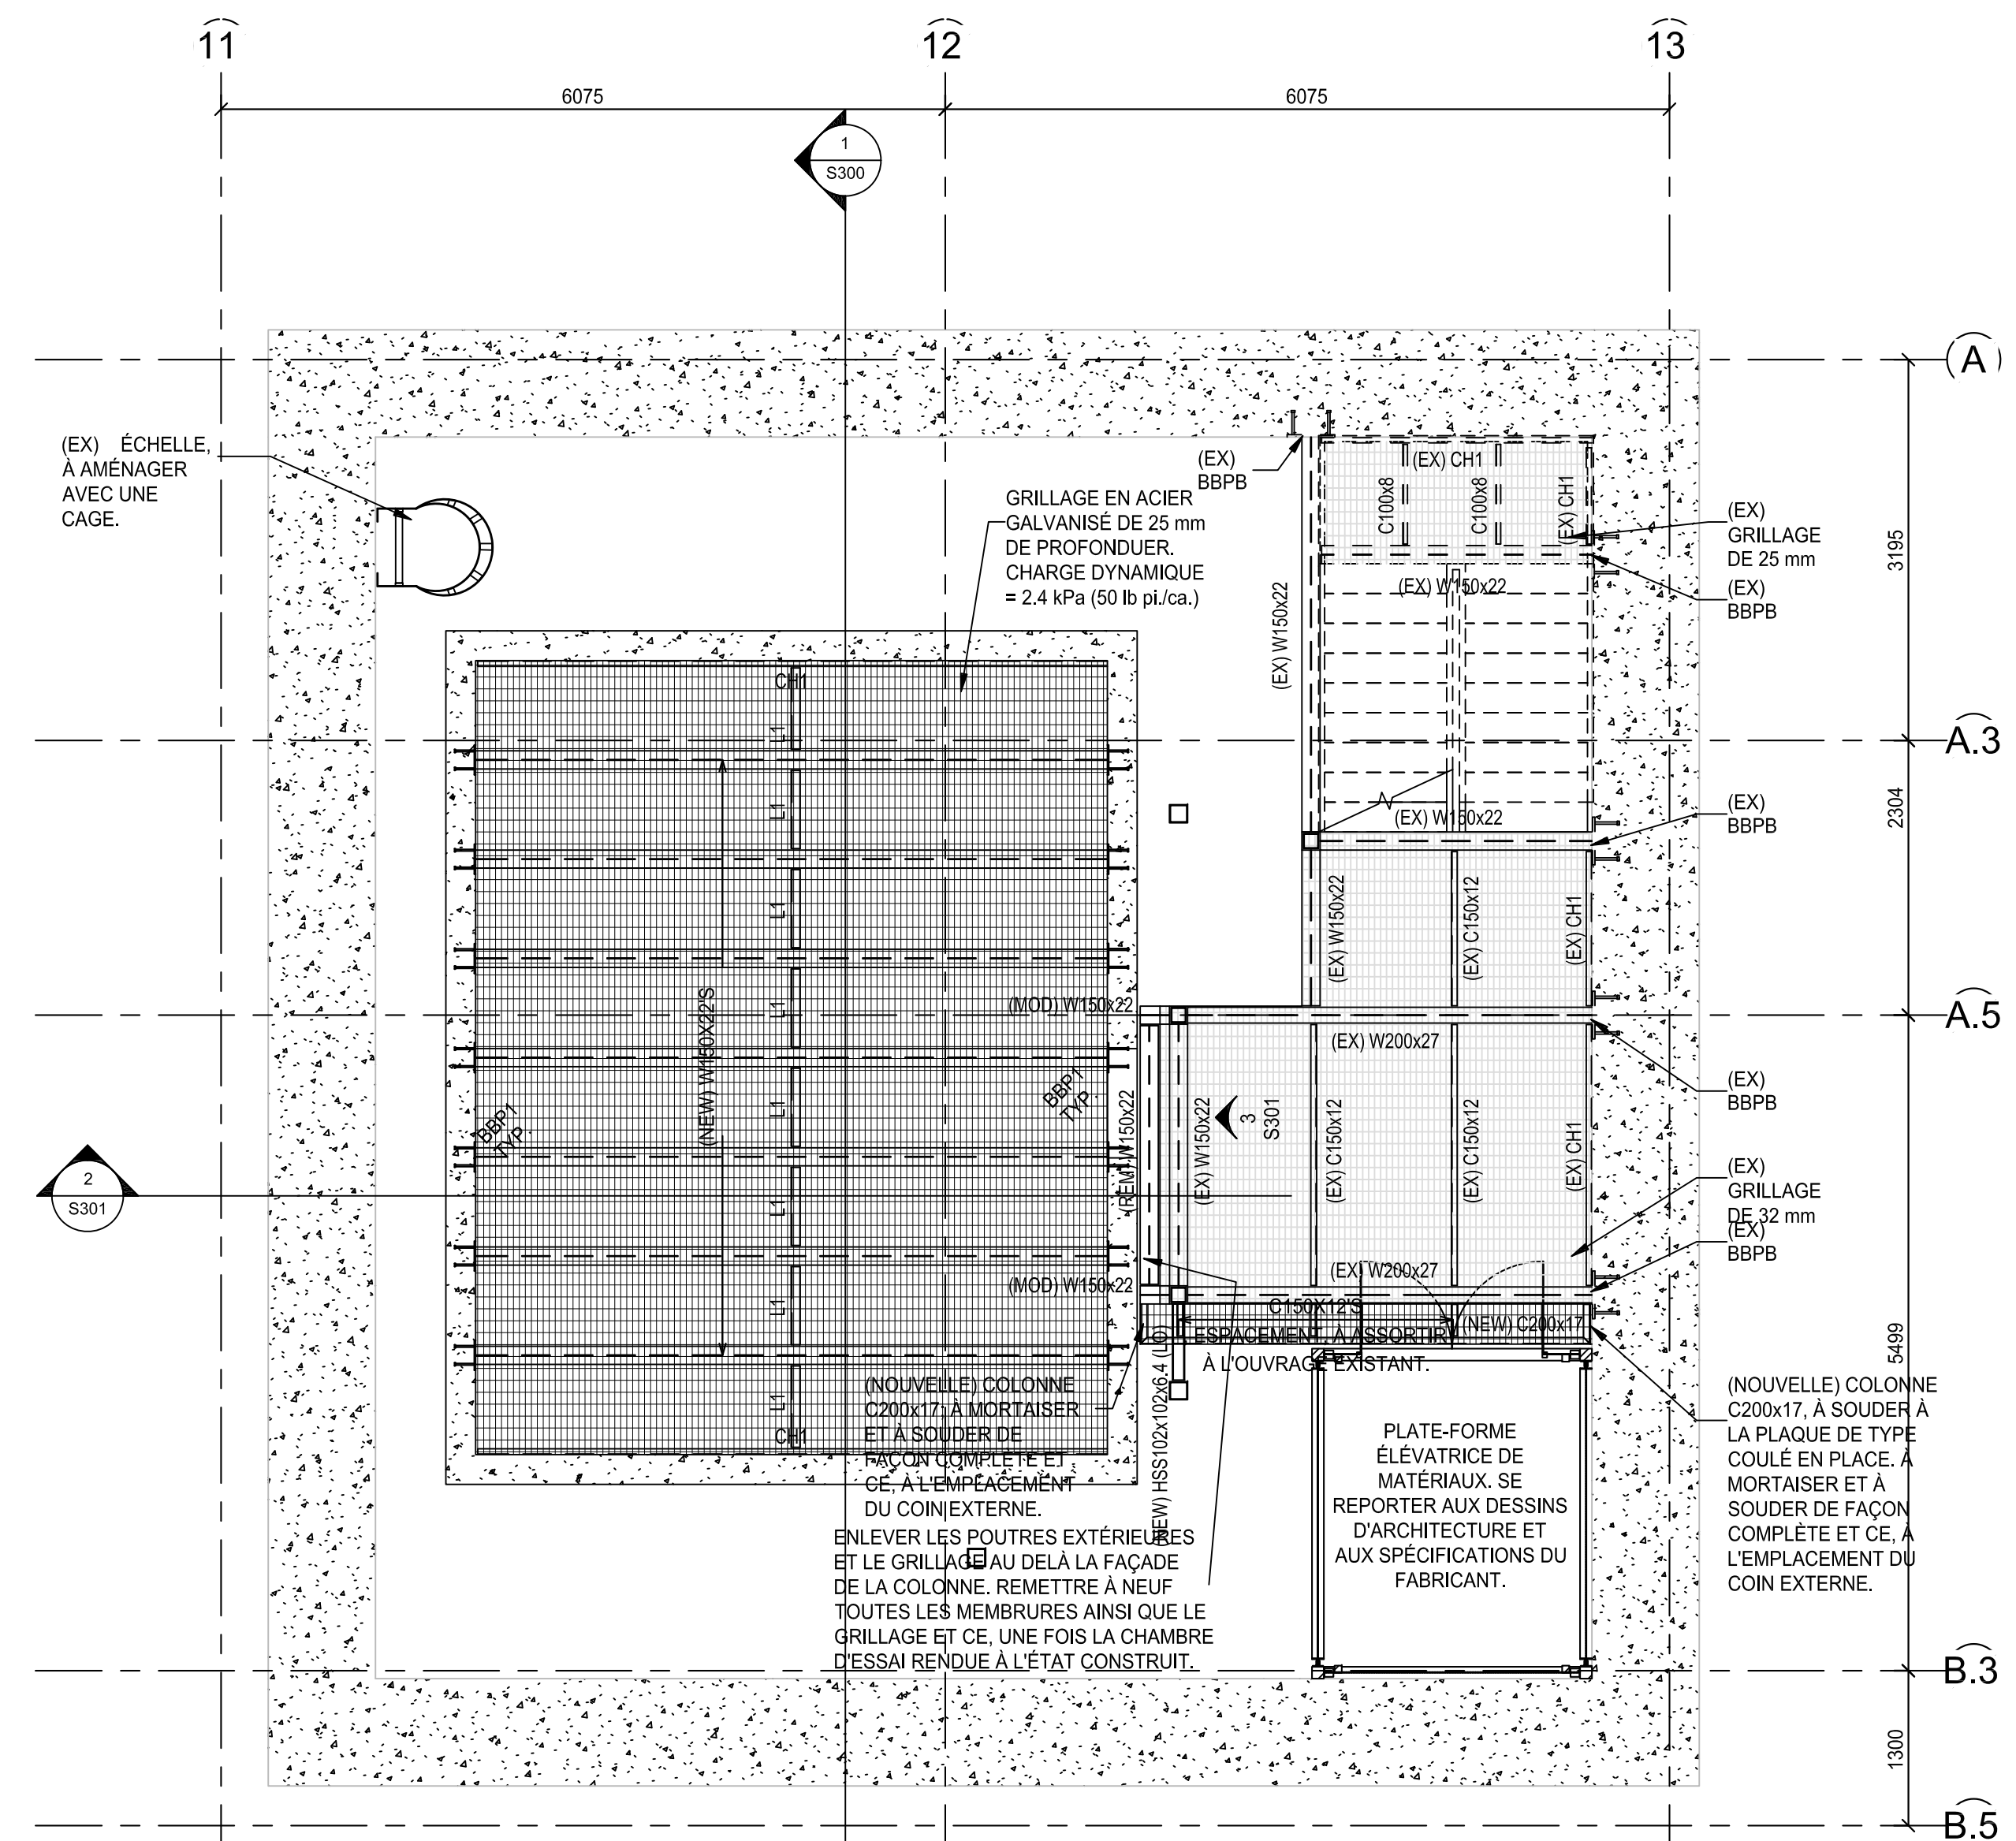 11
12
13
6075
6075
1
S300
A
(EX) ÉCHELLE,
À AMÉNAGER
AVEC UNE
CAGE.
(EX)
BBPB
(EX) CH1
C100x8
C100x8
(EX) CH1
GRILLAGE EN ACIER
GALVANISÉ DE 25 mm
DE PROFONDUER.
CHARGE DYNAMIQUE
= 2.4 kPa (50 lb pi./ca.)
(EX)
GRILLAGE
DE 25 mm
3195
(EX) W150x22
(EX)
BBPB
(EX) W150x22
CH1
L1
A.3
(EX)
BBPB
2304
L1
(EX) W150x22
L1
(EX) W150x22
(EX) C150x12
(EX) CH1
(NEW) W150X22'S
L1
(MOD) W150x22
A.5
(EX) W200x27
(EX)
BBPB
BBP1
TYP.
BBP1
TYP.
L1
(REM) W150x22
(EX) W150x22
3
S301
(EX) C150x12
(EX) C150x12
(EX) CH1
2
S301
L1
(EX)
GRILLAGE
DE 32 mm
(EX)
BBPB
(MOD) W150x22
(EX) W200x27
L1
C150X12'S
(NEW) C200x17
ESPACEMENT, À ASSORTIR
À L'OUVRAGE EXISTANT.
5499
L1
CH1
(NOUVELLE) COLONNE
C200x17, À MORTAISER
ET À SOUDER DE
FAÇON COMPLÈTE ET
CE, À L'EMPLACEMENT
DU COIN EXTERNE.
(NEW) HSS102x102x6.4 (LO)
PLATE-FORME
ÉLÉVATRICE DE
MATÉRIAUX. SE
REPORTER AUX DESSINS
D'ARCHITECTURE ET
AUX SPÉCIFICATIONS DU
FABRICANT.
(NOUVELLE) COLONNE
C200x17, À SOUDER À
LA PLAQUE DE TYPE
COULÉ EN PLACE. À
MORTAISER ET À
SOUDER DE FAÇON
COMPLÈTE ET CE, À
L'EMPLACEMENT DU
COIN EXTERNE.
ENLEVER LES POUTRES EXTÉRIEURES
ET LE GRILLAGE AU DELÀ LA FAÇADE
DE LA COLONNE. REMETTRE À NEUF
TOUTES LES MEMBRURES AINSI QUE LE
GRILLAGE ET CE, UNE FOIS LA CHAMBRE
D'ESSAI RENDUE À L'ÉTAT CONSTRUIT.
B.3
1300
B.5